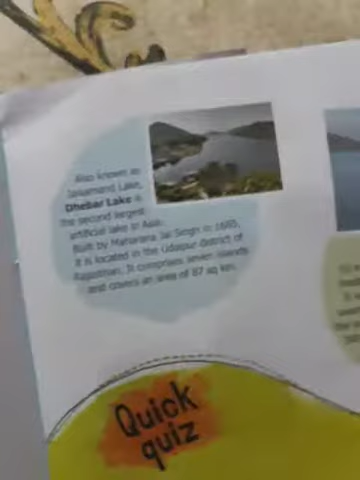 Also known as
Jaisamand Lake,
Dhebar Lake is
the second largest
artificial lake in Asia.
Built by Maharana Jai Singh in 1685,
it is located in the Udaipur district of
Rajasthan. It comprises seven islands
and covers an area of 87 sq km.
Quick
quiz